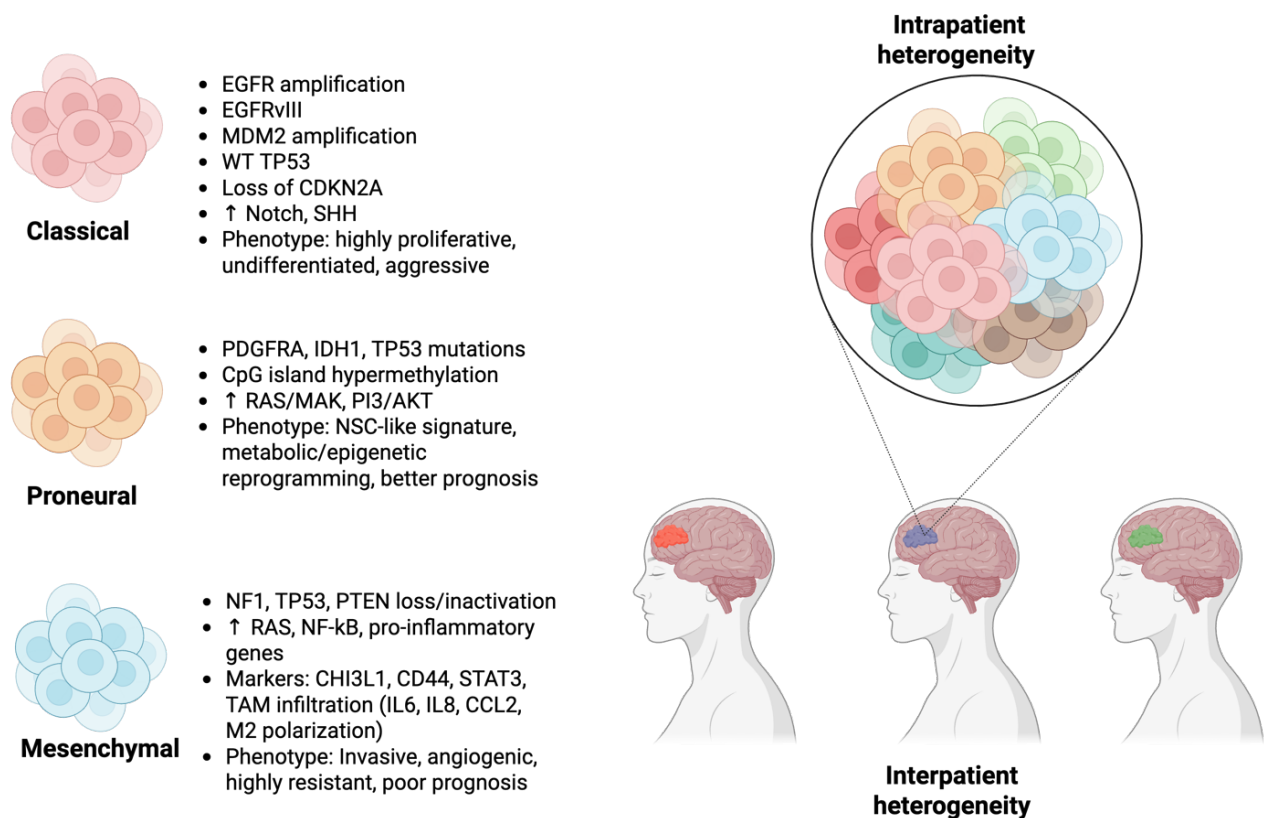 Intrapatient
heterogeneity
• EGFR amplification
• EGFRvIII
• MDM2 amplification
• WT TP53
• Loss of CDKN2A
• ↑ Notch, SHH
• Phenotype: highly proliferative,
undifferentiated, aggressive
Classical
• PDGFRA, IDH1, TP53 mutations
• CpG island hypermethylation
• ↑ RAS/MAK, PI3/AKT
• Phenotype: NSC-like signature,
metabolic/epigenetic
reprogramming, better prognosis
Proneural
• NF1, TP53, PTEN loss/inactivation
• ↑ RAS, NF-kB, pro-inflammatory
genes
• Markers: CHI3L1, CD44, STAT3,
TAM infiltration (IL6, IL8, CCL2,
M2 polarization)
• Phenotype: Invasive, angiogenic,
highly resistant, poor prognosis
Mesenchymal
Interpatient
heterogeneity